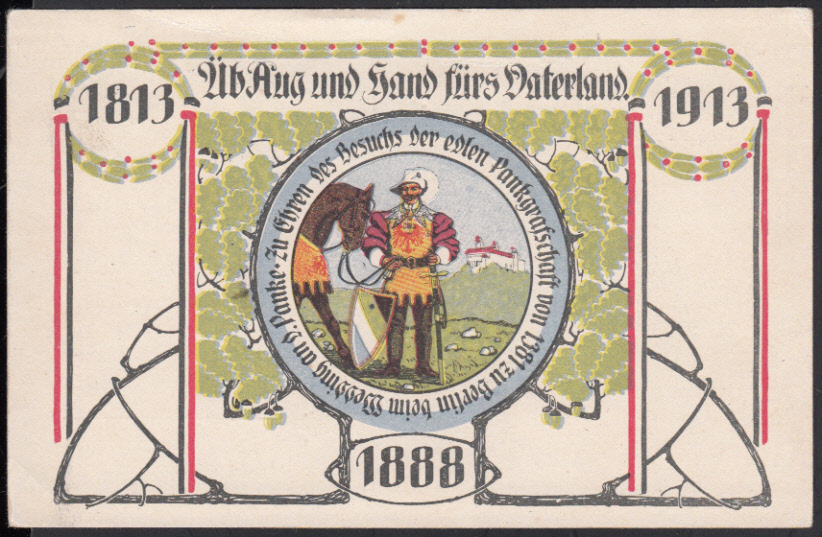 1813
Üb Aug und Hand fürs Vaterland.
1913
Zu Ehren des Besuchs der edlen Pankgrafschaft von 1381 zu Berlin beim Wedding an d. Panke.
1888